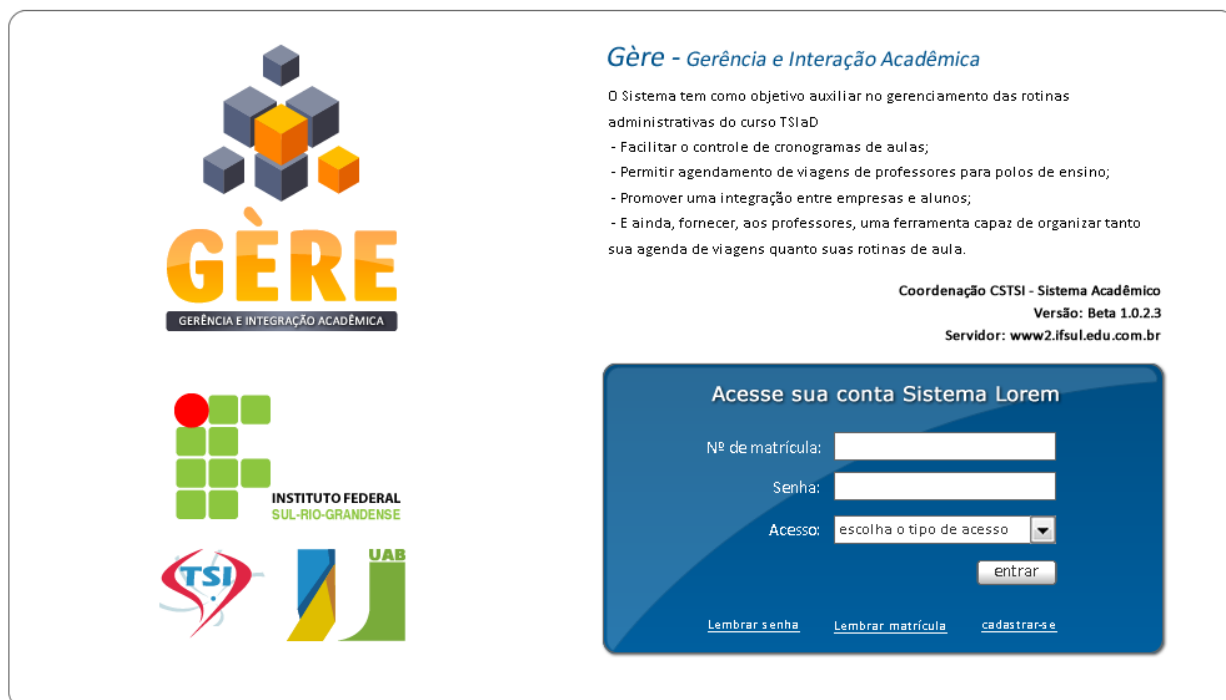 GÈRE
GERÊNCIA E INTEGRAÇÃO ACADÊMICA
INSTITUTO FEDERAL
SUL-RIO-GRANDENSE
TSI
UAB
Gère - Gerência e Interação Acadêmica
O Sistema tem como objetivo auxiliar no gerenciamento das rotinas
administrativas do curso TSIaD
- Facilitar o controle de cronogramas de aulas;
- Permitir agendamento de viagens de professores para polos de ensino;
- Promover uma integração entre empresas e alunos;
- E ainda, fornecer, aos professores, uma ferramenta capaz de organizar tanto
sua agenda de viagens quanto suas rotinas de aula.
Coordenação CSTSI - Sistema Acadêmico
Versão: Beta 1.0.2.3
Servidor: www2.ifsul.edu.com.br
Acesse sua conta Sistema Lorem
Nº de matrícula:
Senha:
Acesso: escolha o tipo de acesso
entrar
Lembrar senha Lembrar matrícula cadastrar-se